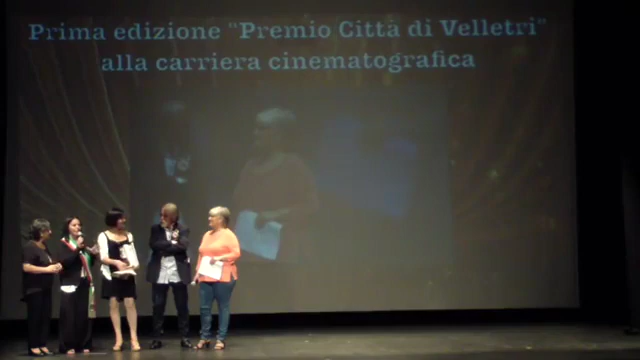 Prima edizione "Premio Città di Velletri"
alla carriera cinematografica